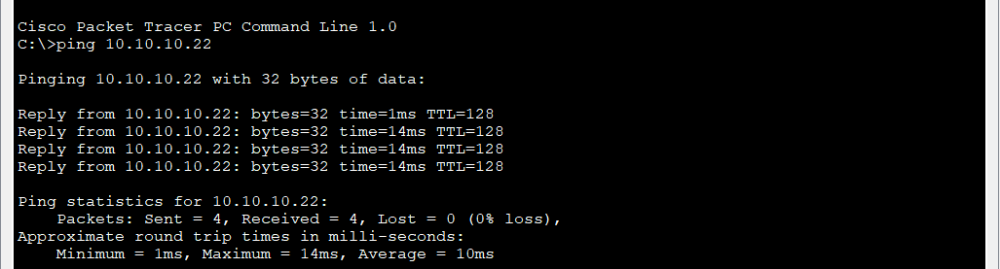 Cisco Packet Tracer PC Command Line 1.0
C:\>ping 10.10.10.22
Pinging 10.10.10.22 with 32 bytes of data:
Reply from 10.10.10.22: bytes=32 time=1ms TTL=128
Reply from 10.10.10.22: bytes=32 time=14ms TTL=128
Reply from 10.10.10.22: bytes=32 time=14ms TTL=128
Reply from 10.10.10.22: bytes=32 time=14ms TTL=128
Ping statistics for 10.10.10.22:
    Packets: Sent = 4, Received = 4, Lost = 0 (0% loss),
Approximate round trip times in milli-seconds:
    Minimum = 1ms, Maximum = 14ms, Average = 10ms